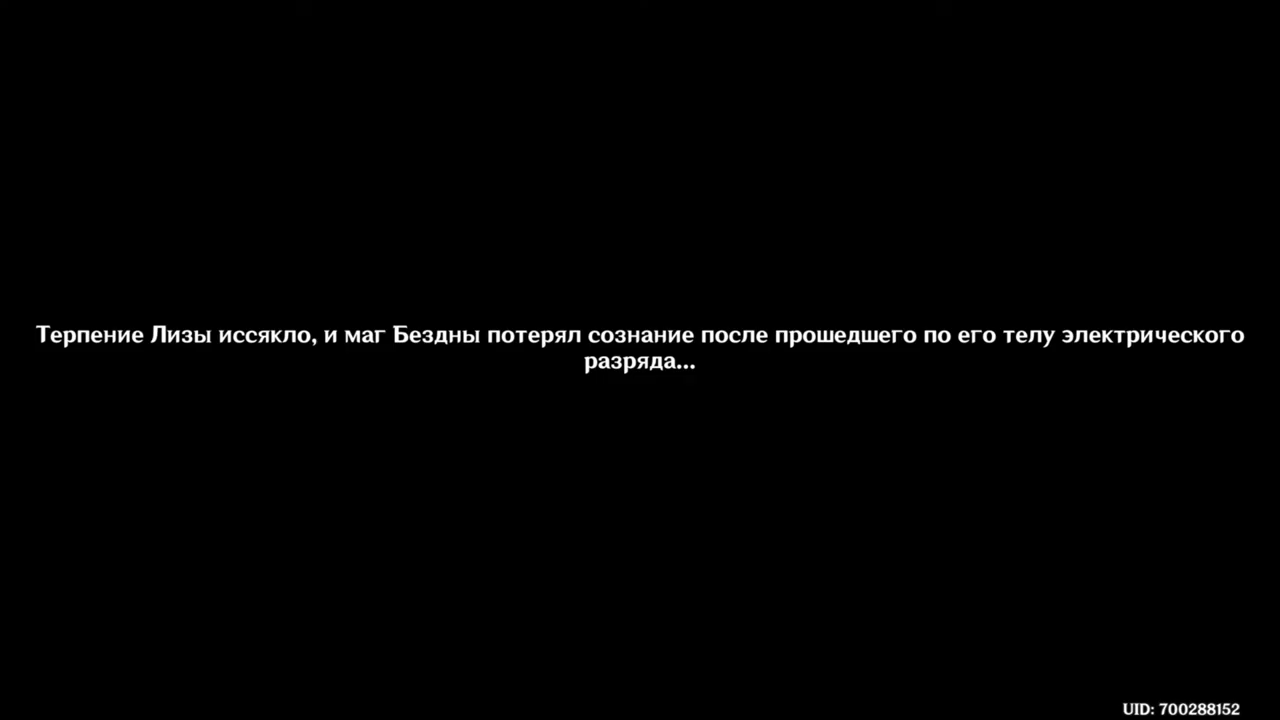 Терпение Лизы иссякло, и маг Бездны потерял сознание после прошедшего по его телу электрического
разряда...
UID: 700288152